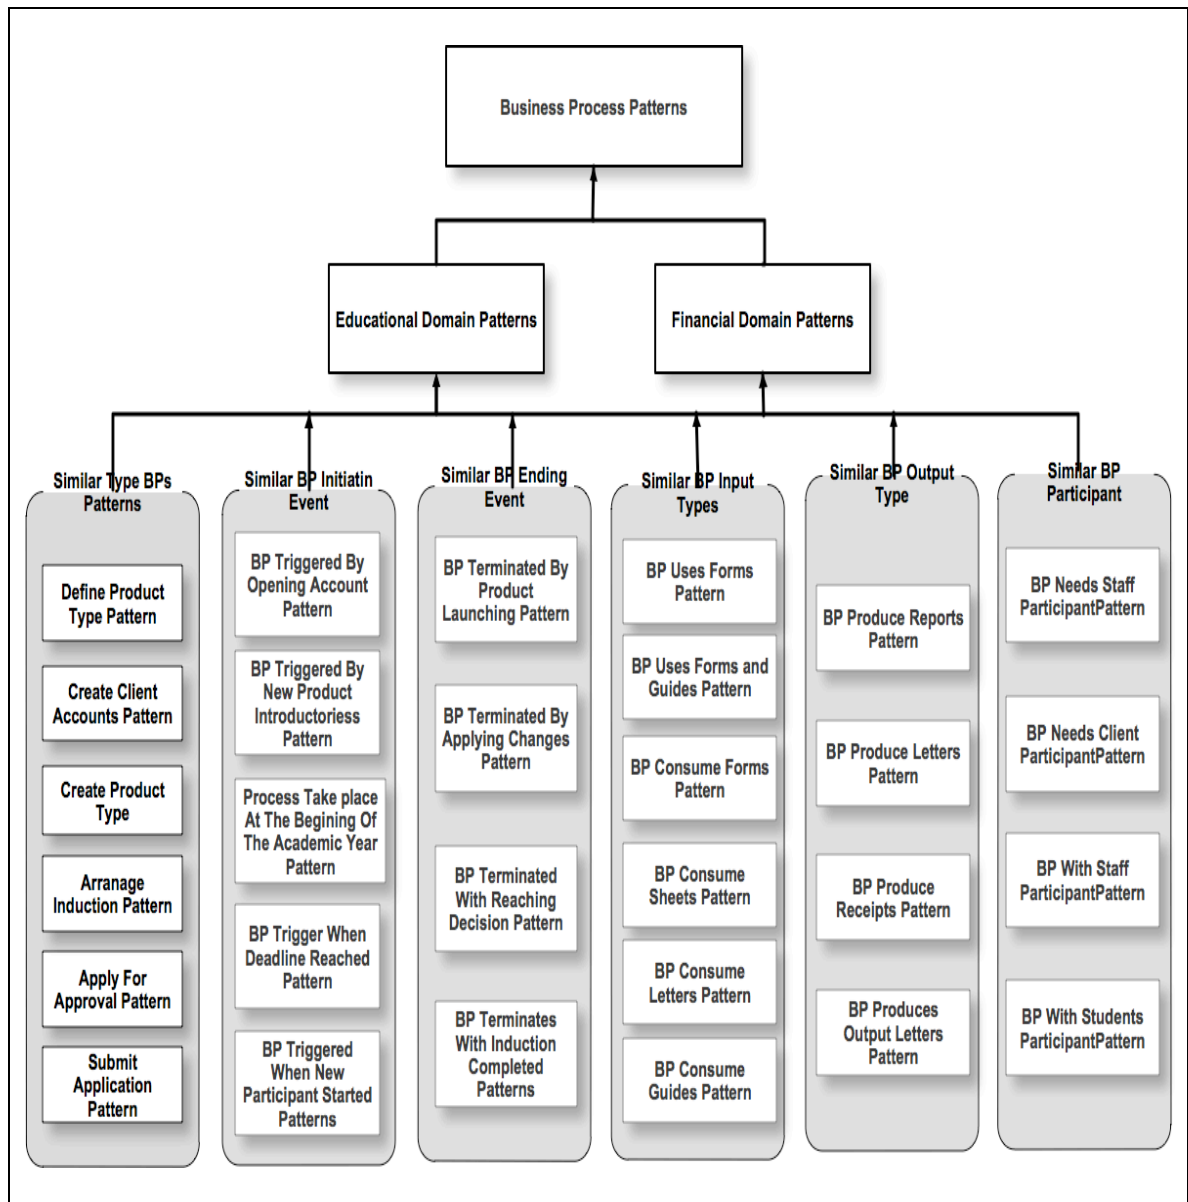 Business Process Patterns
Educational Domain Patterns
Financial Domain Patterns
Similar Type BPs
Patterns
Define Product
Type Pattern
Create Client
Accounts Pattern
Create Product
Type
Arranage
Induction Pattern
Apply For
Approval Pattern
Submit
Application
Pattern
Similar BP Initiatin
Event
BP Triggered By
Opening Account
Pattern
BP Triggered By
New Product
Introductoriess
Pattern
Process Take place
At The Begining Of
The Academic Year
Pattern
BP Trigger When
Deadline Reached
Pattern
BP Triggered
When New
Participant Started
Patterns
Similar BP Ending
Event
BP Terminated By
Product
Launching Pattern
BP Terminated By
Applying Changes
Pattern
BP Terminated
With Reaching
Decision Pattern
BP Terminates
With Induction
Completed
Patterns
Similar BP Input
Types
BP Uses Forms
Pattern
BP Uses Forms and
Guides Pattern
BP Consume Forms
Pattern
BP Consume
Sheets Pattern
BP Consume
Letters Pattern
BP Consume
Guides Pattern
Similar BP Output
Type
BP Produce Reports
Pattern
BP Produce Letters
Pattern
BP Produce
Receipts Pattern
BP Produces
Output Letters
Pattern
Similar BP
Participant
BP Needs Staff
ParticipantPattern
BP Needs Client
ParticipantPattern
BP With Staff
ParticipantPattern
BP With Students
ParticipantPattern